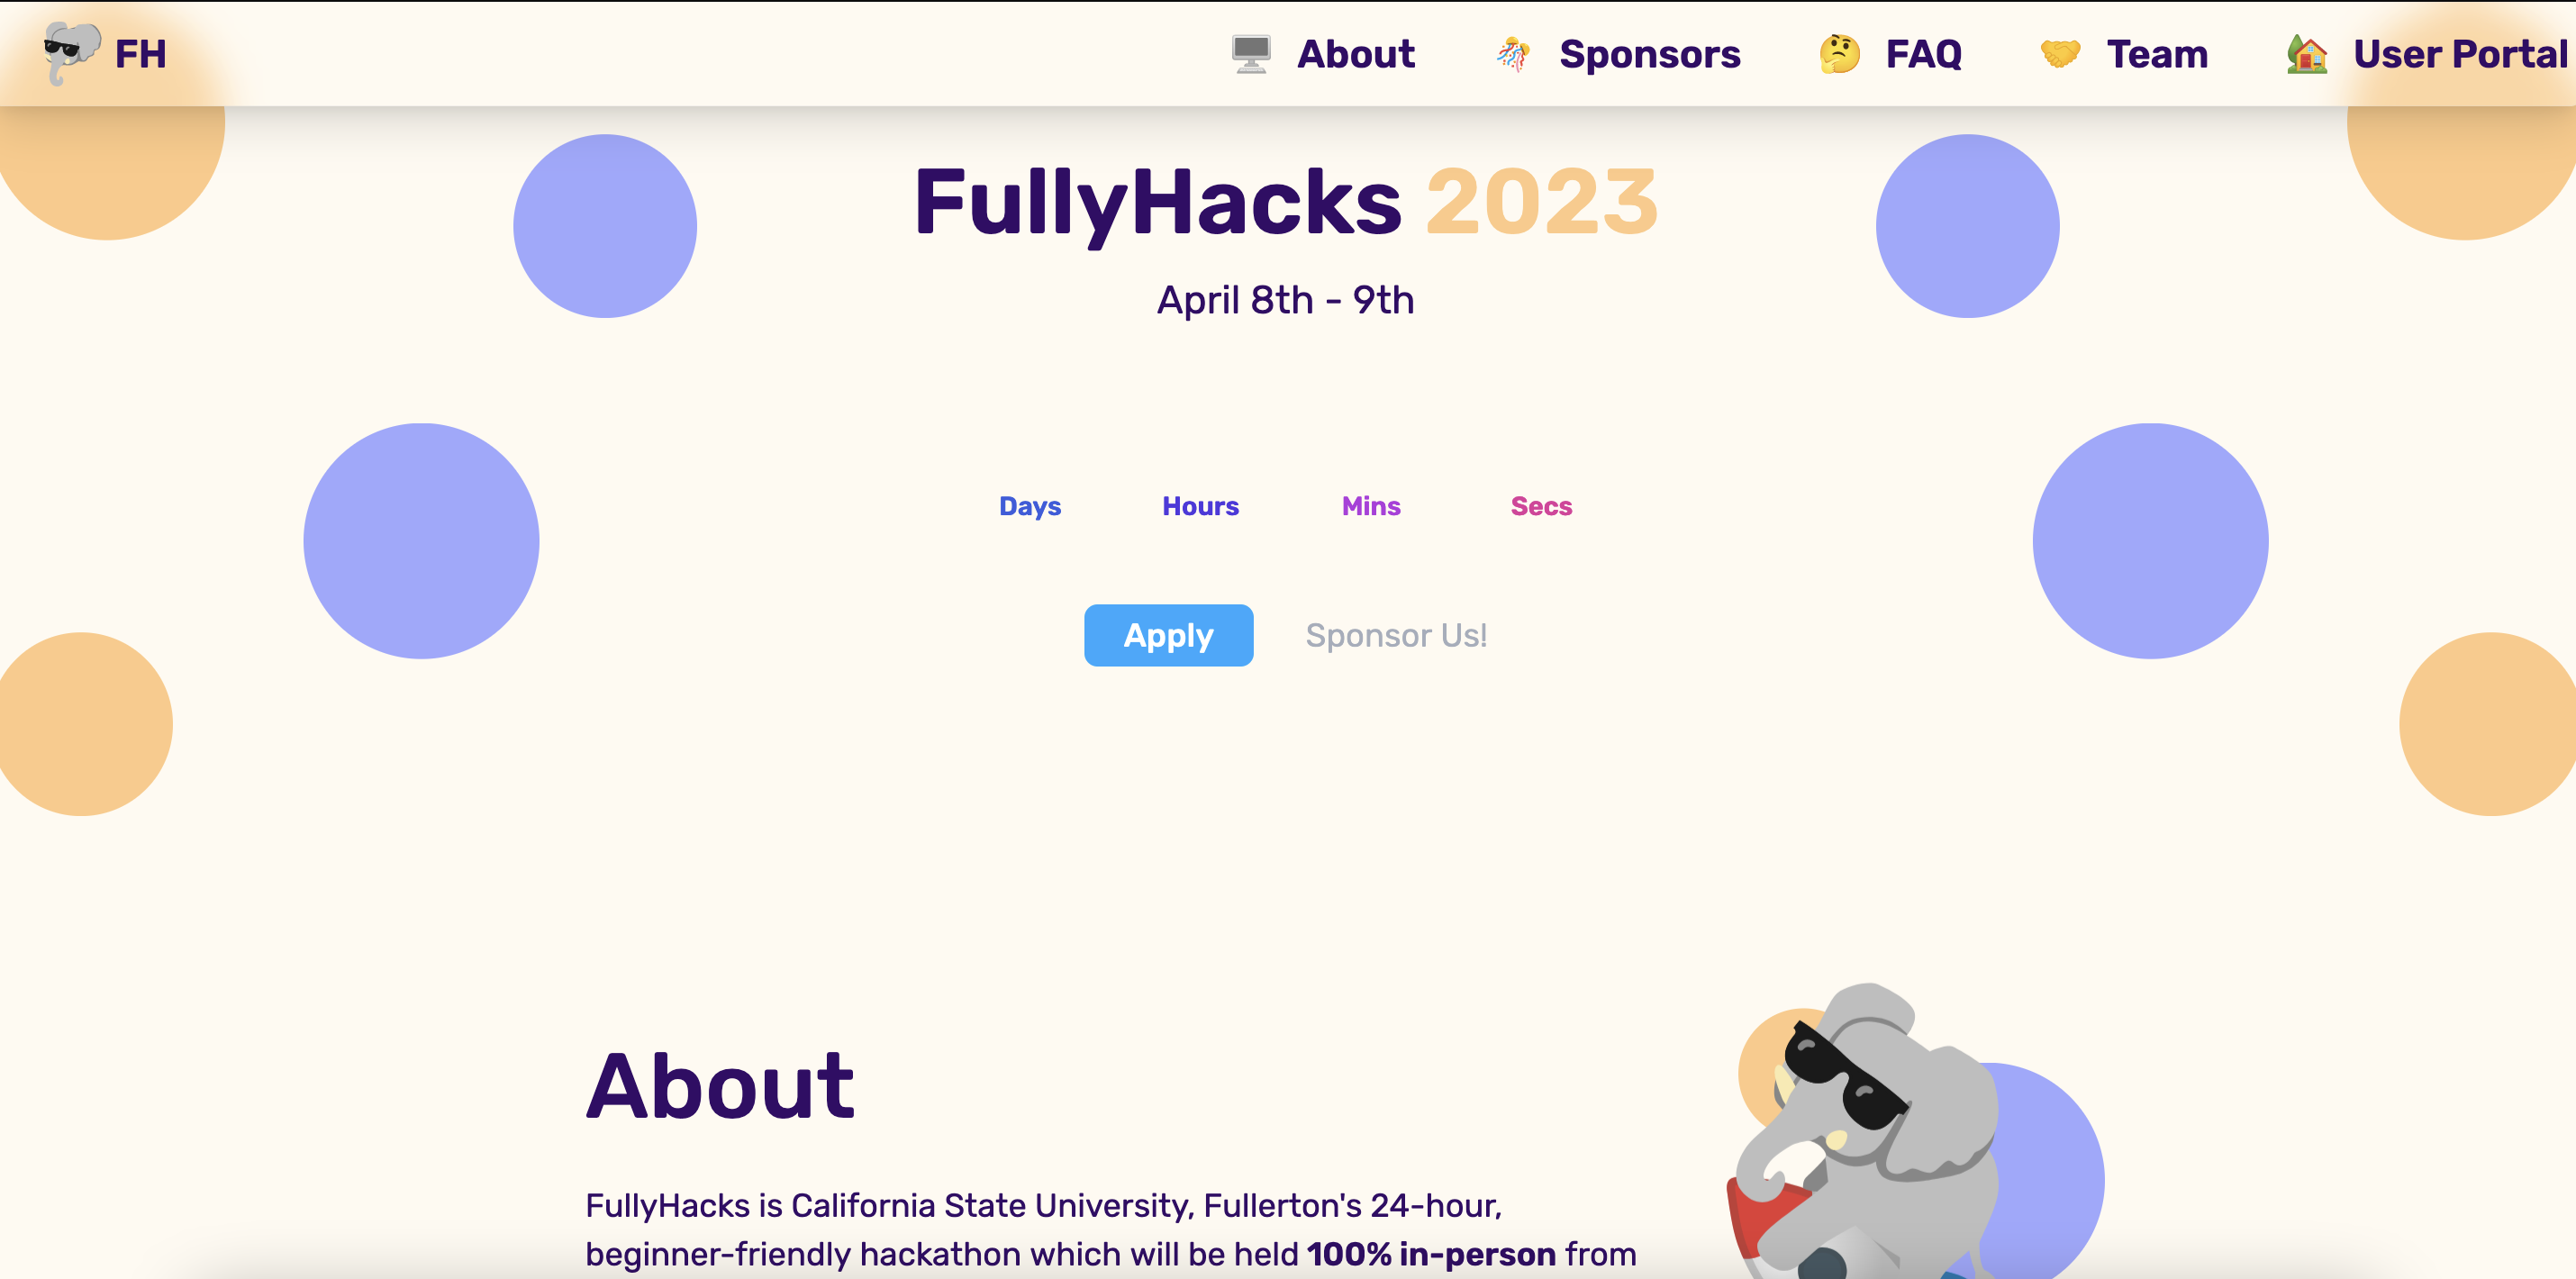 FH
About
Sponsors
FAQ
Team
User Portal
FullyHacks 2023
April 8th - 9th
Days
Hours
Mins
Secs
Apply
Sponsor Us!
About
FullyHacks is California State University, Fullerton's 24-hour,
beginner-friendly hackathon which will be held 100% in-person from